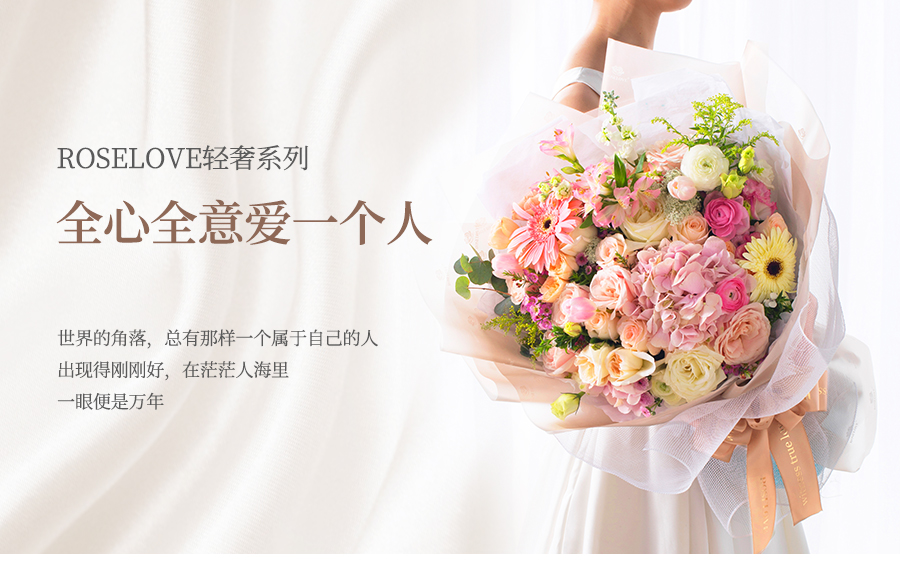 ROSELOVE轻奢系列
全心全意爱一个人
世界的角落，总有那样一个属于自己的人
出现得刚刚好，在茫茫人海里
一眼便是万年